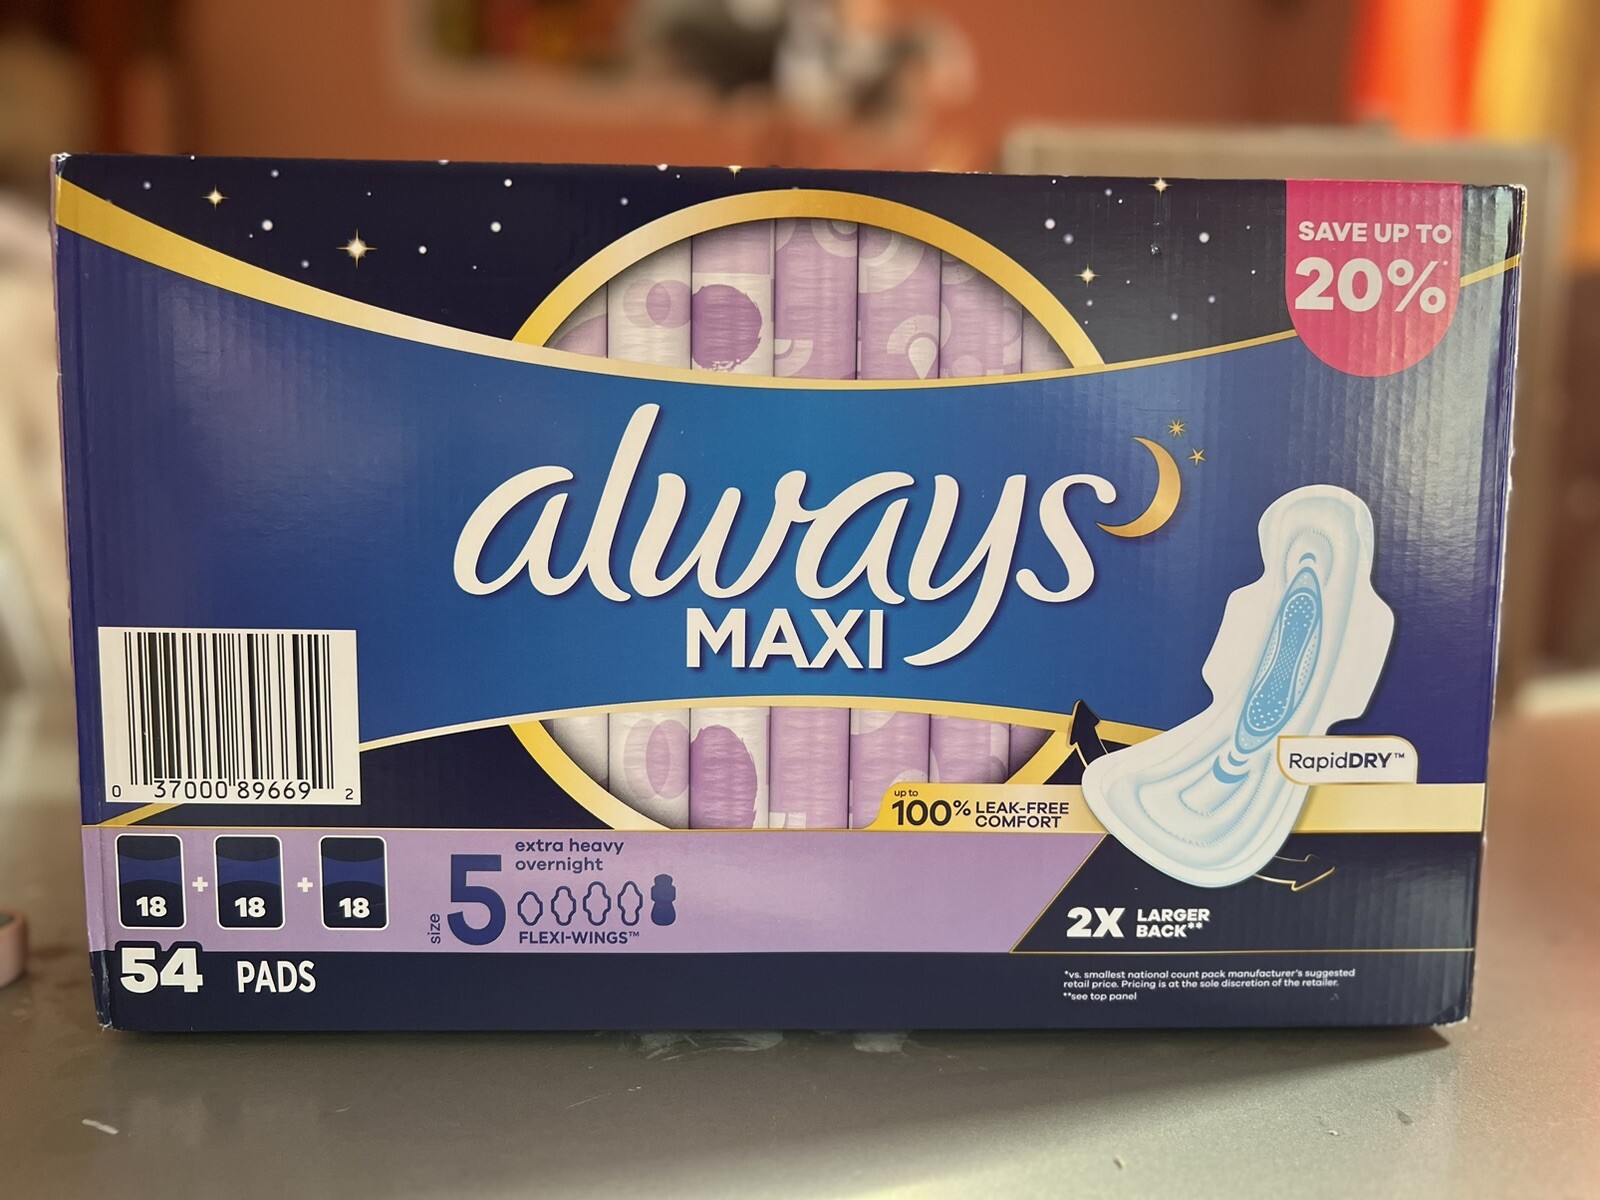 SAVE UP TO
20%*
always
MAXI
RapidDRY™
up to
100% LEAK-FREE
COMFORT
0 37000 89669 2
18 + 18 + 18
54 PADS
size
5
extra heavy
overnight
FLEXI-WINGS™
2X LARGER
BACK**
*vs. smallest national count pack manufacturer's suggested
retail price. Pricing is at the sole discretion of the retailer.
**see top panel